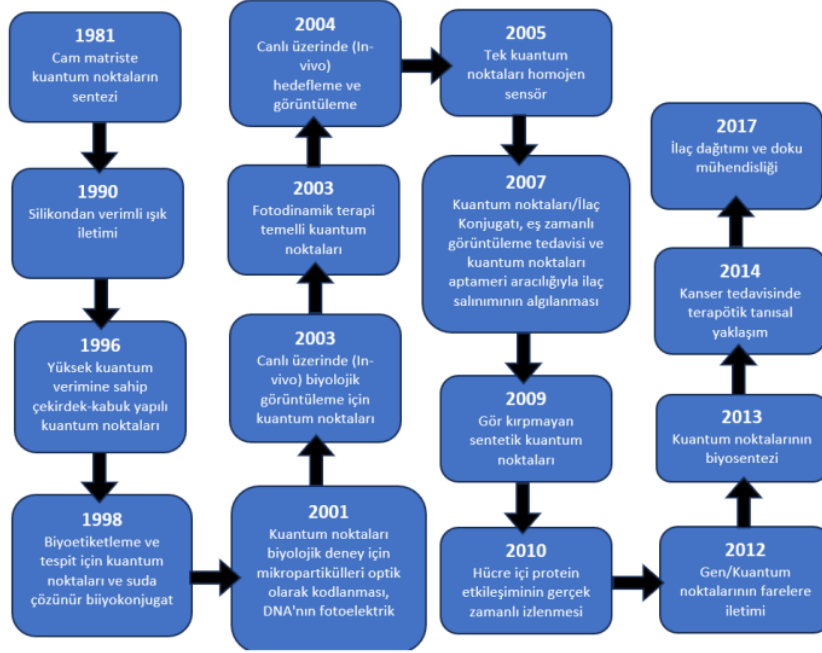 1981
Cam matriste
kuantum noktaların
sentezi
1990
Silikondan verimli ışık
iletimi
1996
Yüksek kuantum
verimine sahip
çekirdek-kabuk yapılı
kuantum noktaları
1998
Biyoetiketleme ve
tespit için kuantum
noktaları ve suda
çözünür biiyokonjugat
2001
Kuantum noktaları
biyolojik deney için
mikropartikülleri optik
olarak kodlanması,
DNA'nın fotoelektrik
2003
Canlı üzerinde (In-
vivo) biyolojik
görüntüleme için
kuantum noktaları
2003
Fotodinamik terapi
temelli kuantum
noktaları
2004
Canlı üzerinde (In-
vivo)
hedefleme ve
görüntüleme
2005
Tek kuantum
noktaları homojen
sensör
2007
Kuantum noktaları/İlaç
Konjugatı, eş zamanlı
görüntüleme tedavisi ve
kuantum noktaları
aptameri aracılığıyla ilaç
salınımının algılanması
2009
Gör kırpmayan
sentetik kuantum
noktaları
2010
Hücre içi protein
etkileşiminin gerçek
zamanlı izlenmesi
2012
Gen/Kuantum
noktalarının farelere
iletimi
2013
Kuantum noktalarının
biyosentezi
2014
Kanser tedavisinde
terapötik tanısal
yaklaşım
2017
İlaç dağıtımı ve doku
mühendisliği